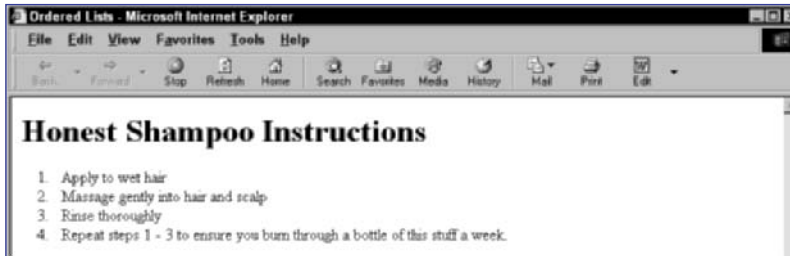 Ordered Lists - Microsoft Internet Explorer
File Edit View Favorites Tools Help
Back Forward Stop Refresh Home Search Favorites Media History Mail Print Edit
Honest Shampoo Instructions
1. Apply to wet hair
2. Massage gently into hair and scalp
3. Rinse thoroughly
4. Repeat steps 1 - 3 to ensure you burn through a bottle of this stuff a week.